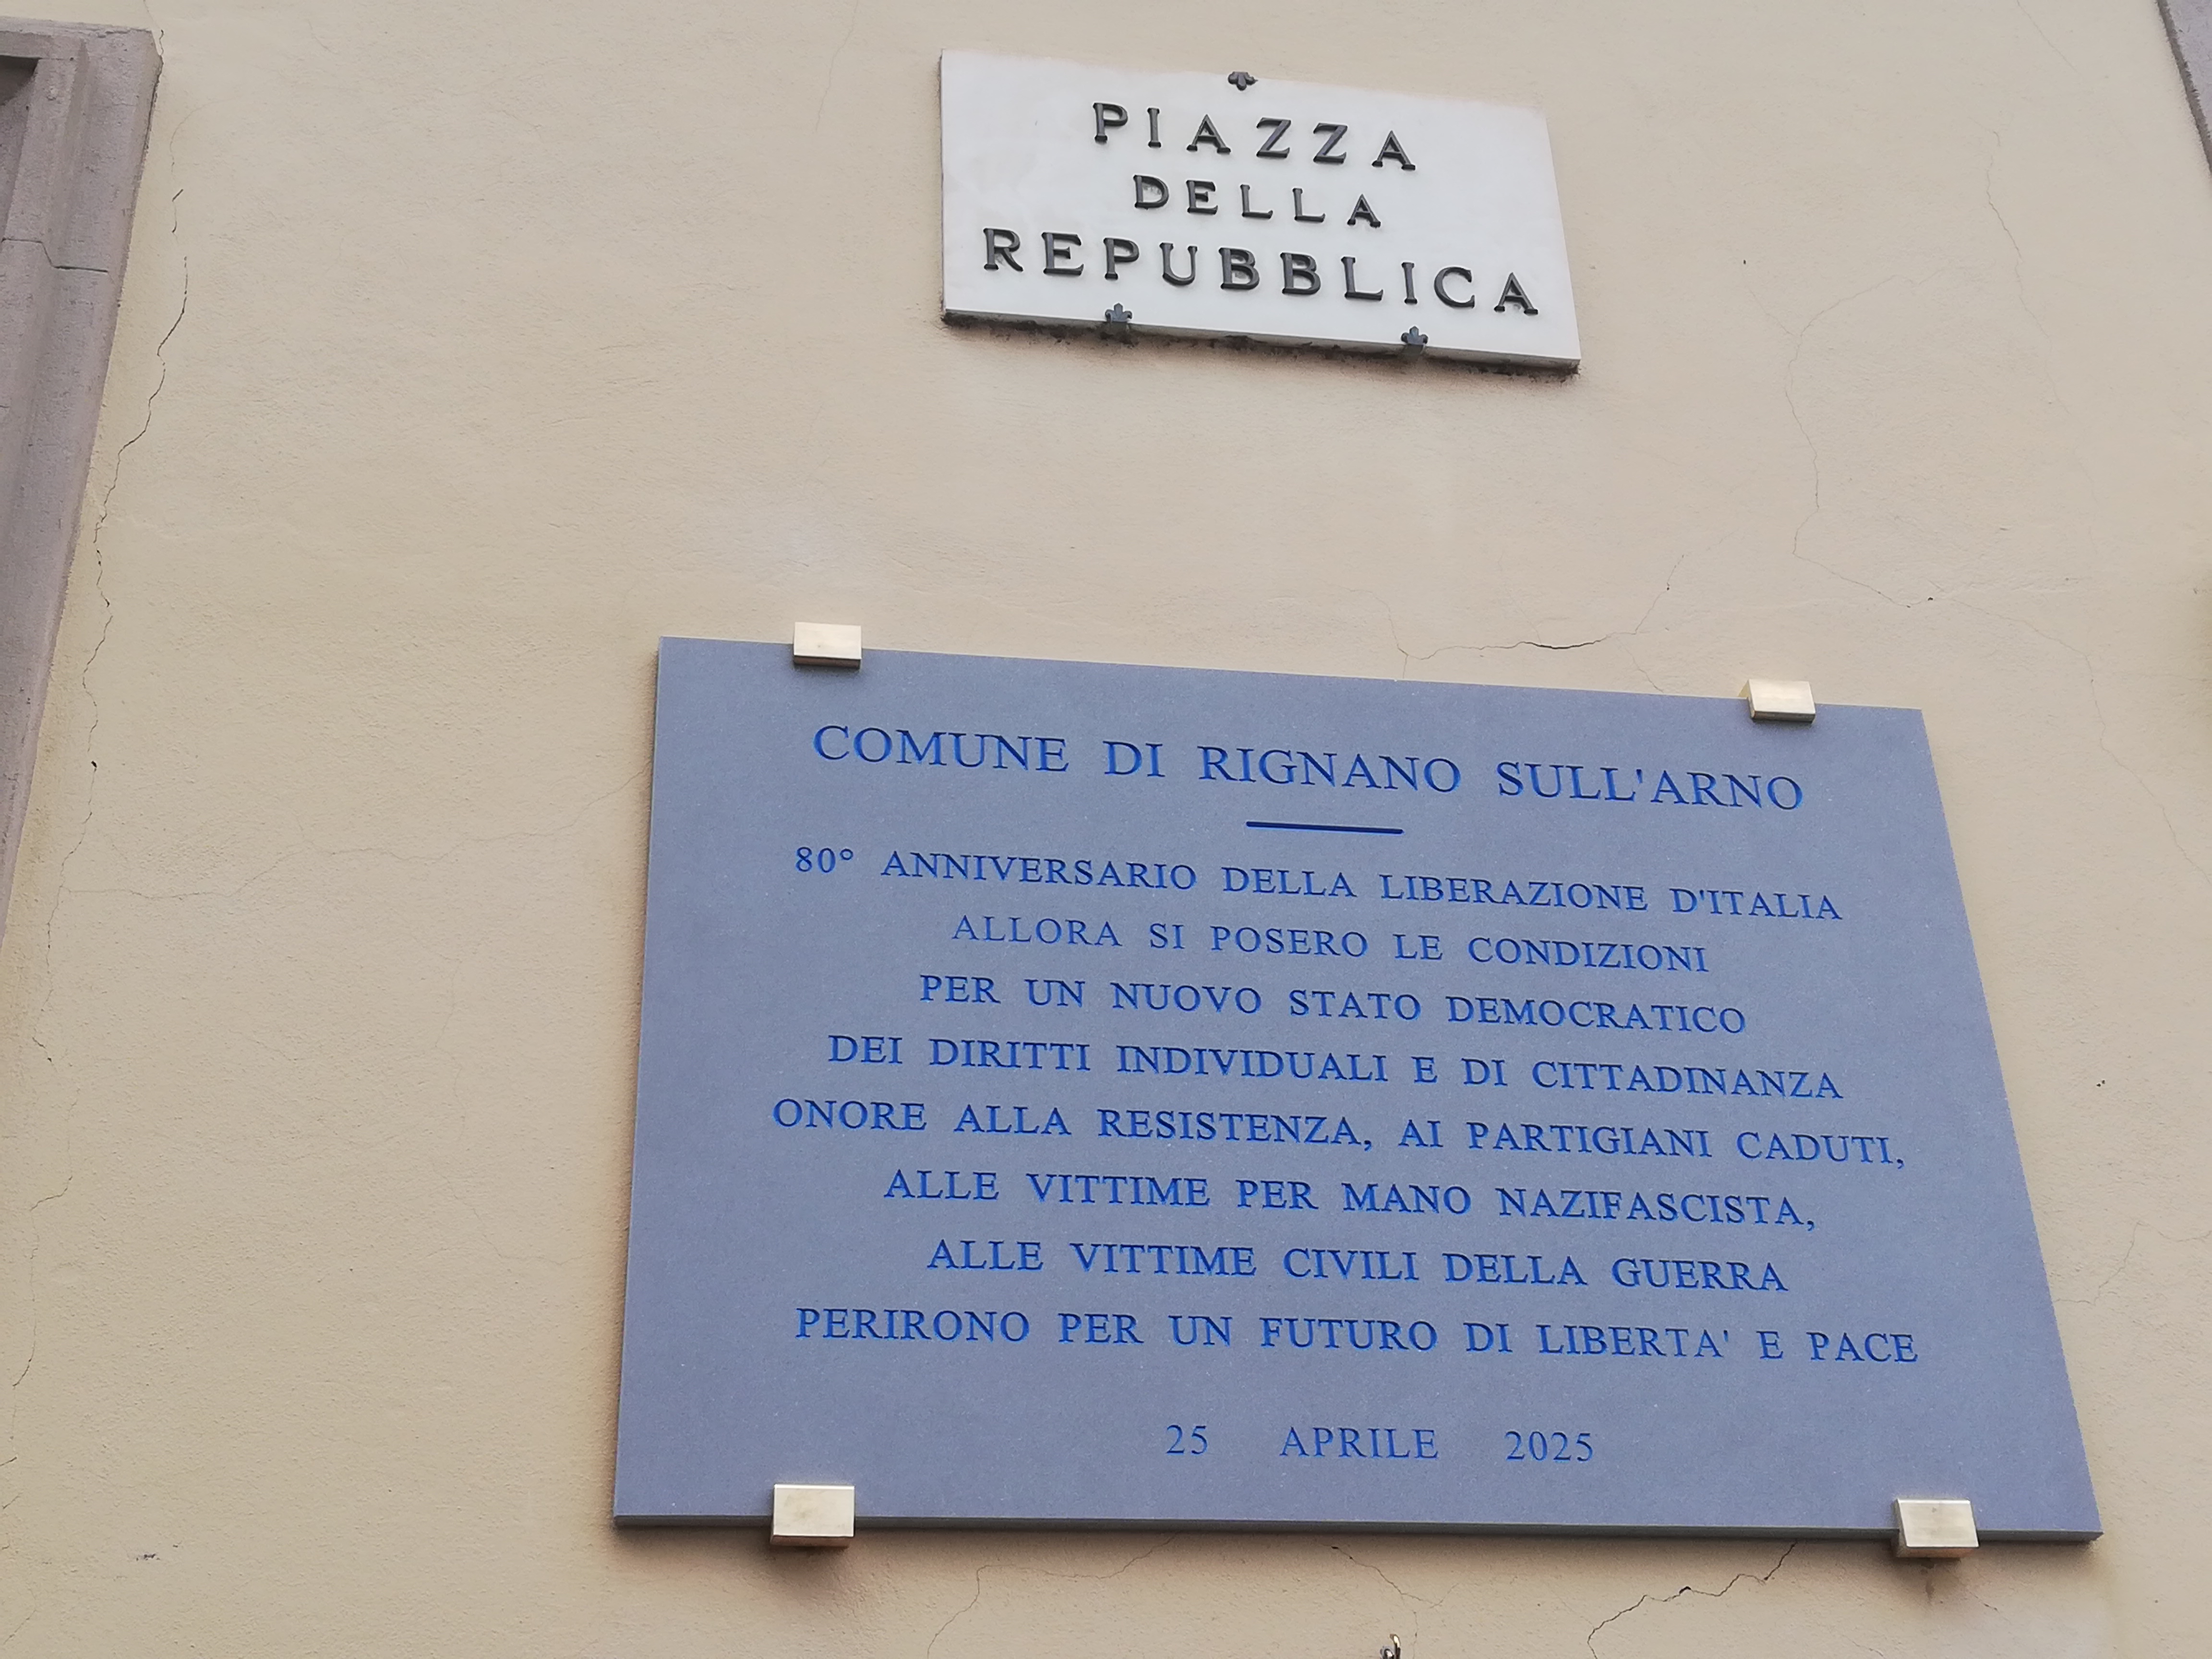 PIAZZA
DELLA
REPUBBLICA
COMUNE DI RIGNANO SULL'ARNO
80° ANNIVERSARIO DELLA LIBERAZIONE D'ITALIA
ALLORA SI POSERO LE CONDIZIONI
PER UN NUOVO STATO DEMOCRATICO
DEI DIRITTI INDIVIDUALI E DI CITTADINANZA
ONORE ALLA RESISTENZA, AI PARTIGIANI CADUTI,
ALLE VITTIME PER MANO NAZIFASCISTA,
ALLE VITTIME CIVILI DELLA GUERRA
PERIRONO PER UN FUTURO DI LIBERTA' E PACE
25 APRILE 2025